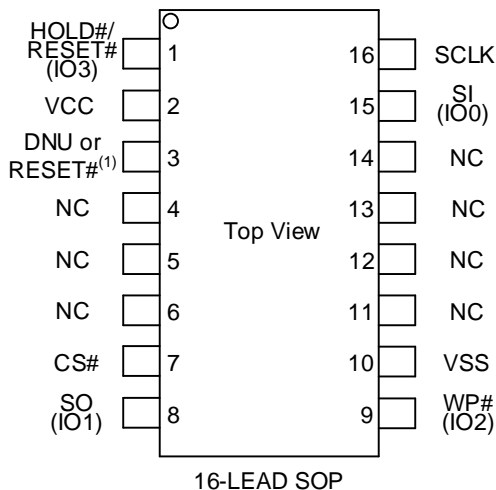 HOLD#/
RESET#
(IO3)
1
16
SCLK
VCC
2
15
SI
(IO0)
DNU or
RESET#(1)
3
14
NC
NC
4
13
NC
Top View
NC
5
12
NC
NC
6
11
NC
CS#
7
10
VSS
SO
(IO1)
8
9
WP#
(IO2)
16-LEAD SOP